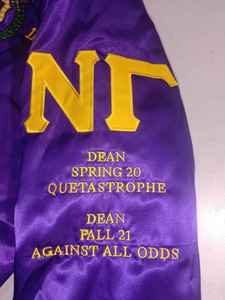 ΝΓ
DEAN
SPRING 20
QUETASTROPHE
DEAN
FALL 21
AGAINST ALL ODDS